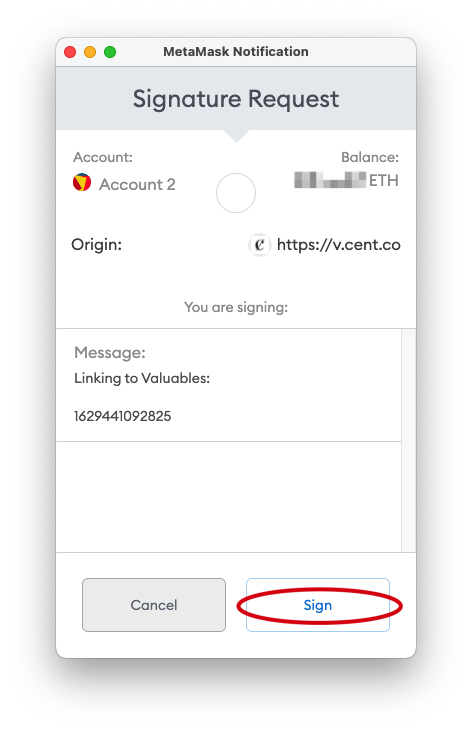 MetaMask Notification
Signature Request
Account:
Balance:
Account 2
ETH
Origin:
https://v.cent.co
You are signing:
Message:
Linking to Valuables:
1629441092825
Cancel
Sign